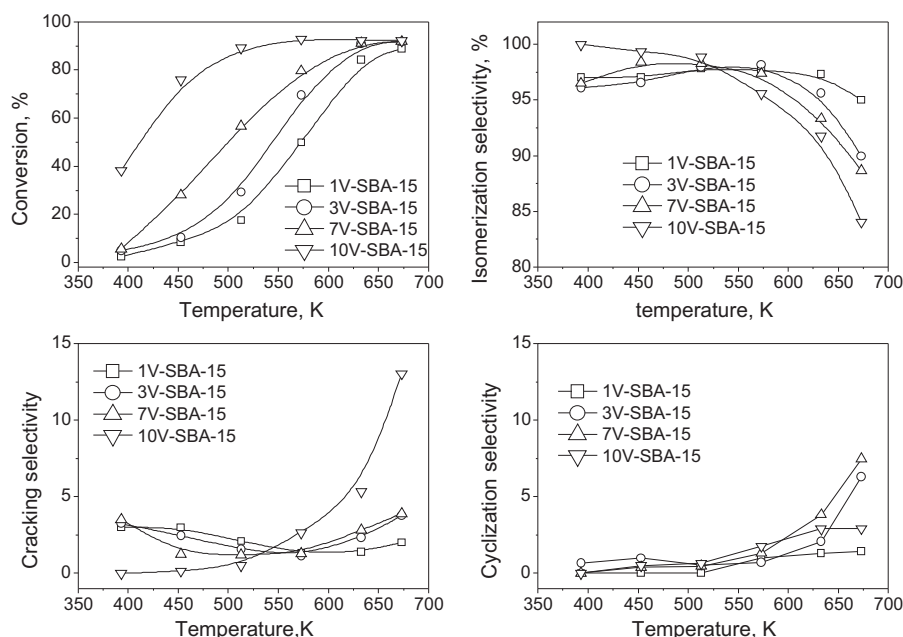 Conversion, %
100
80
60
40
20
0
1V-SBA-15
3V-SBA-15
7V-SBA-15
10V-SBA-15
350 400 450 500 550 600 650 700
Temperature, K
Isomerization selectivity, %
100
95
90
85
80
1V-SBA-15
3V-SBA-15
7V-SBA-15
10V-SBA-15
350 400 450 500 550 600 650 700
temperature, K
Cracking selectivity
15
10
5
0
1V-SBA-15
3V-SBA-15
7V-SBA-15
10V-SBA-15
350 400 450 500 550 600 650 700
Temperature,K
Cyclization selectivity
15
10
5
0
1V-SBA-15
3V-SBA-15
7V-SBA-15
10V-SBA-15
350 400 450 500 550 600 650 700
Temperature, K